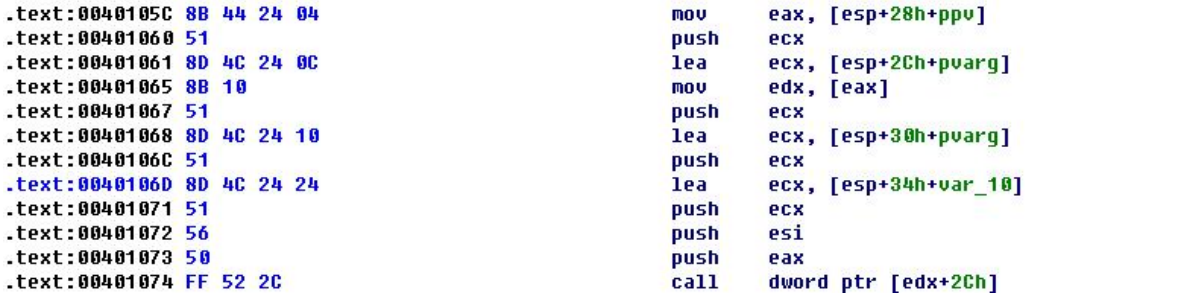 .text:0040105C 8B 44 24 04 mov eax, [esp+28h+ppv]
.text:00401060 51 push ecx
.text:00401061 8D 4C 24 0C lea ecx, [esp+2Ch+pvarg]
.text:00401065 8B 10 mov edx, [eax]
.text:00401067 51 push ecx
.text:00401068 8D 4C 24 10 lea ecx, [esp+30h+pvarg]
.text:0040106C 51 push ecx
.text:0040106D 8D 4C 24 24 lea ecx, [esp+34h+var_10]
.text:00401071 51 push ecx
.text:00401072 56 push esi
.text:00401073 50 push eax
.text:00401074 FF 52 2C call dword ptr [edx+2Ch]